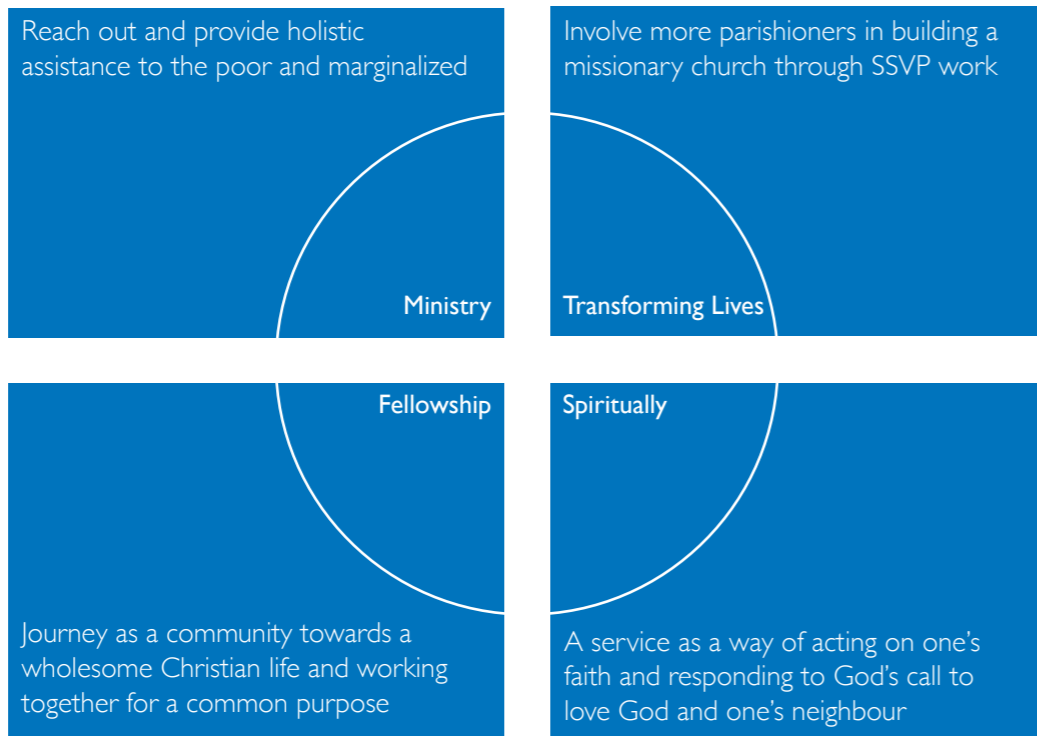 Reach out and provide holistic
assistance to the poor and marginalized
Ministry
Involve more parishioners in building a
missionary church through SSVP work
Transforming Lives
Fellowship
Journey as a community towards a
wholesome Christian life and working
together for a common purpose
Spiritually
A service as a way of acting on one’s
faith and responding to God’s call to
love God and one’s neighbour